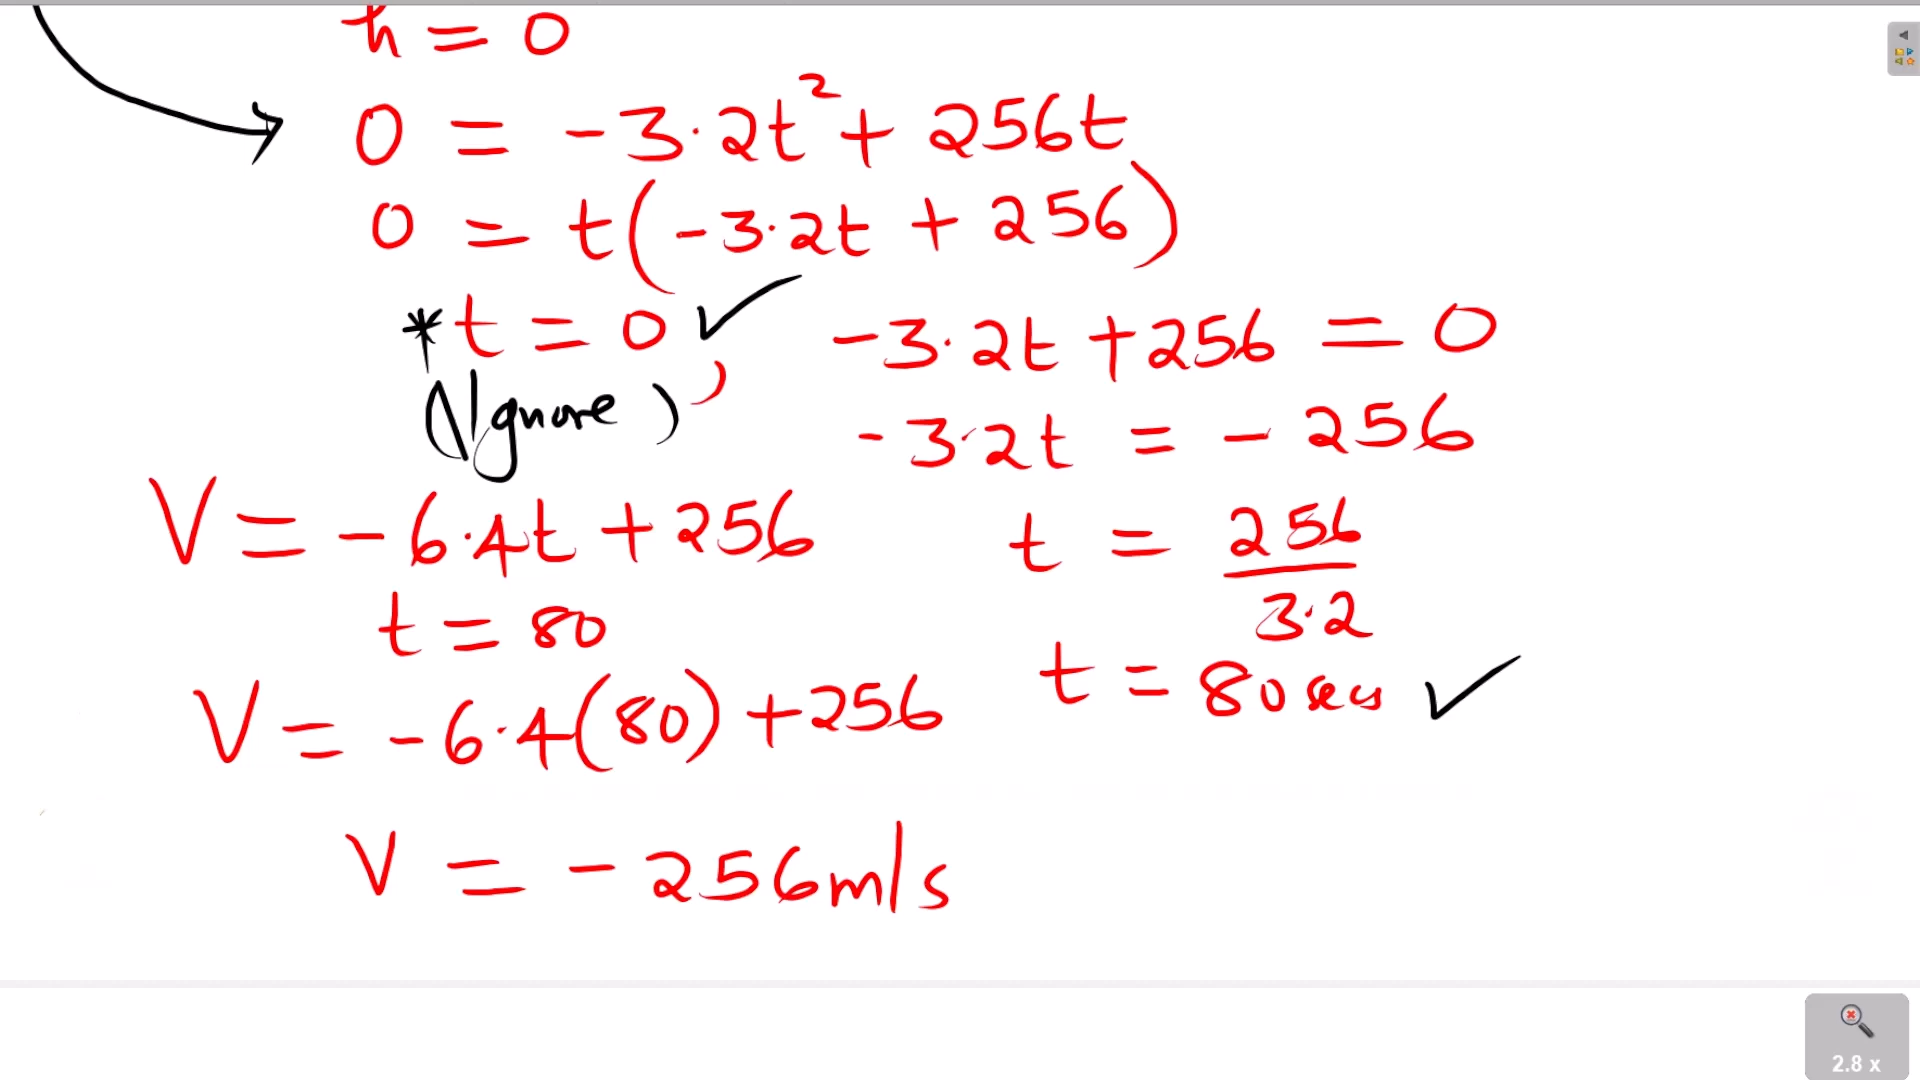 h = 0
0 = -3.2t² + 256t
0 = t(-3.2t + 256)
*t = 0 ✓
(Ignore),
-3.2t + 256 = 0
-3.2t = -256
t = 256/3.2
t = 80 secs ✓
V = -6.4t + 256
t = 80
V = -6.4(80) + 256
V = -256m/s
2.8 x